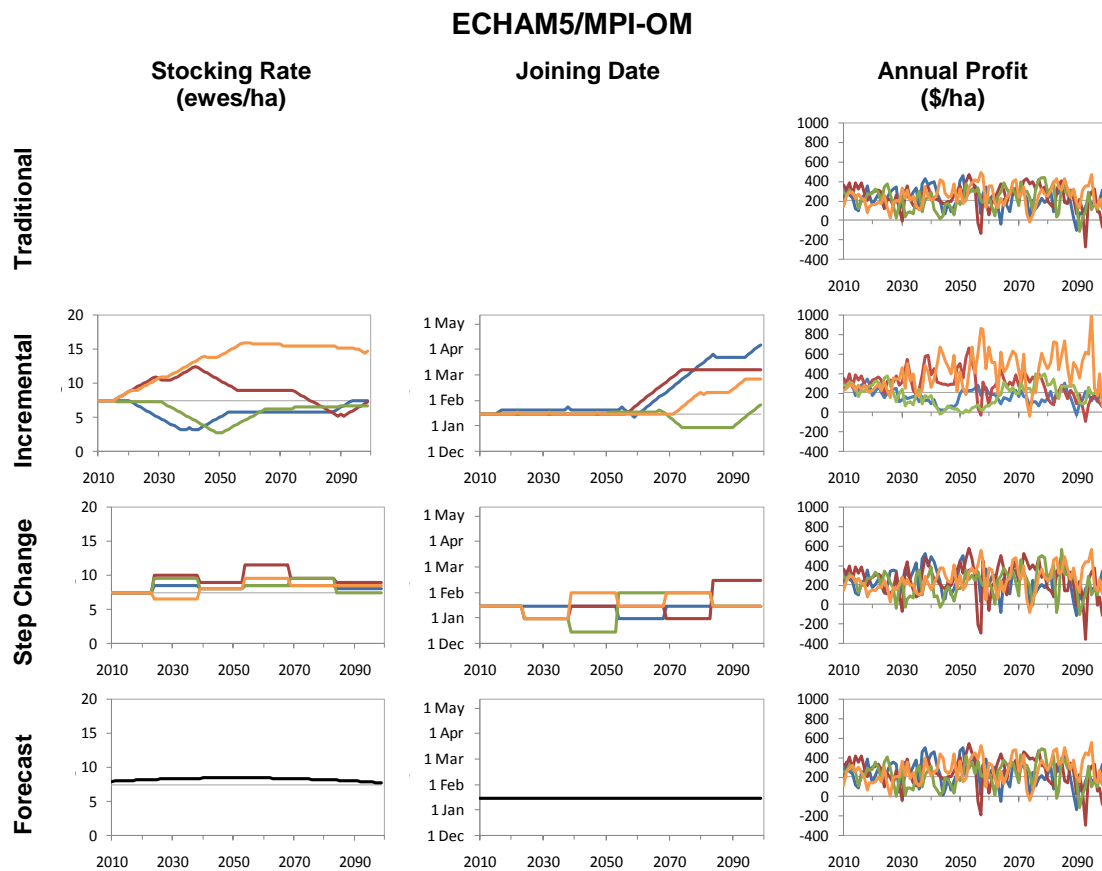 ECHAM5/MPI-OM
Stocking Rate
(ewes/ha)
Joining Date
Annual Profit
($/ha)
Traditional
1000
800
600
400
200
0
-200
-400
2010 2030 2050 2070 2090
Incremental
20
15
10
5
0
2010 2030 2050 2070 2090
1 May
1 Apr
1 Mar
1 Feb
1 Jan
1 Dec
2010 2030 2050 2070 2090
1000
800
600
400
200
0
-200
-400
2010 2030 2050 2070 2090
Step Change
20
15
10
5
0
2010 2030 2050 2070 2090
1 May
1 Apr
1 Mar
1 Feb
1 Jan
1 Dec
2010 2030 2050 2070 2090
1000
800
600
400
200
0
-200
-400
2010 2030 2050 2070 2090
Forecast
20
15
10
5
0
2010 2030 2050 2070 2090
1 May
1 Apr
1 Mar
1 Feb
1 Jan
1 Dec
2010 2030 2050 2070 2090
1000
800
600
400
200
0
-200
-400
2010 2030 2050 2070 2090